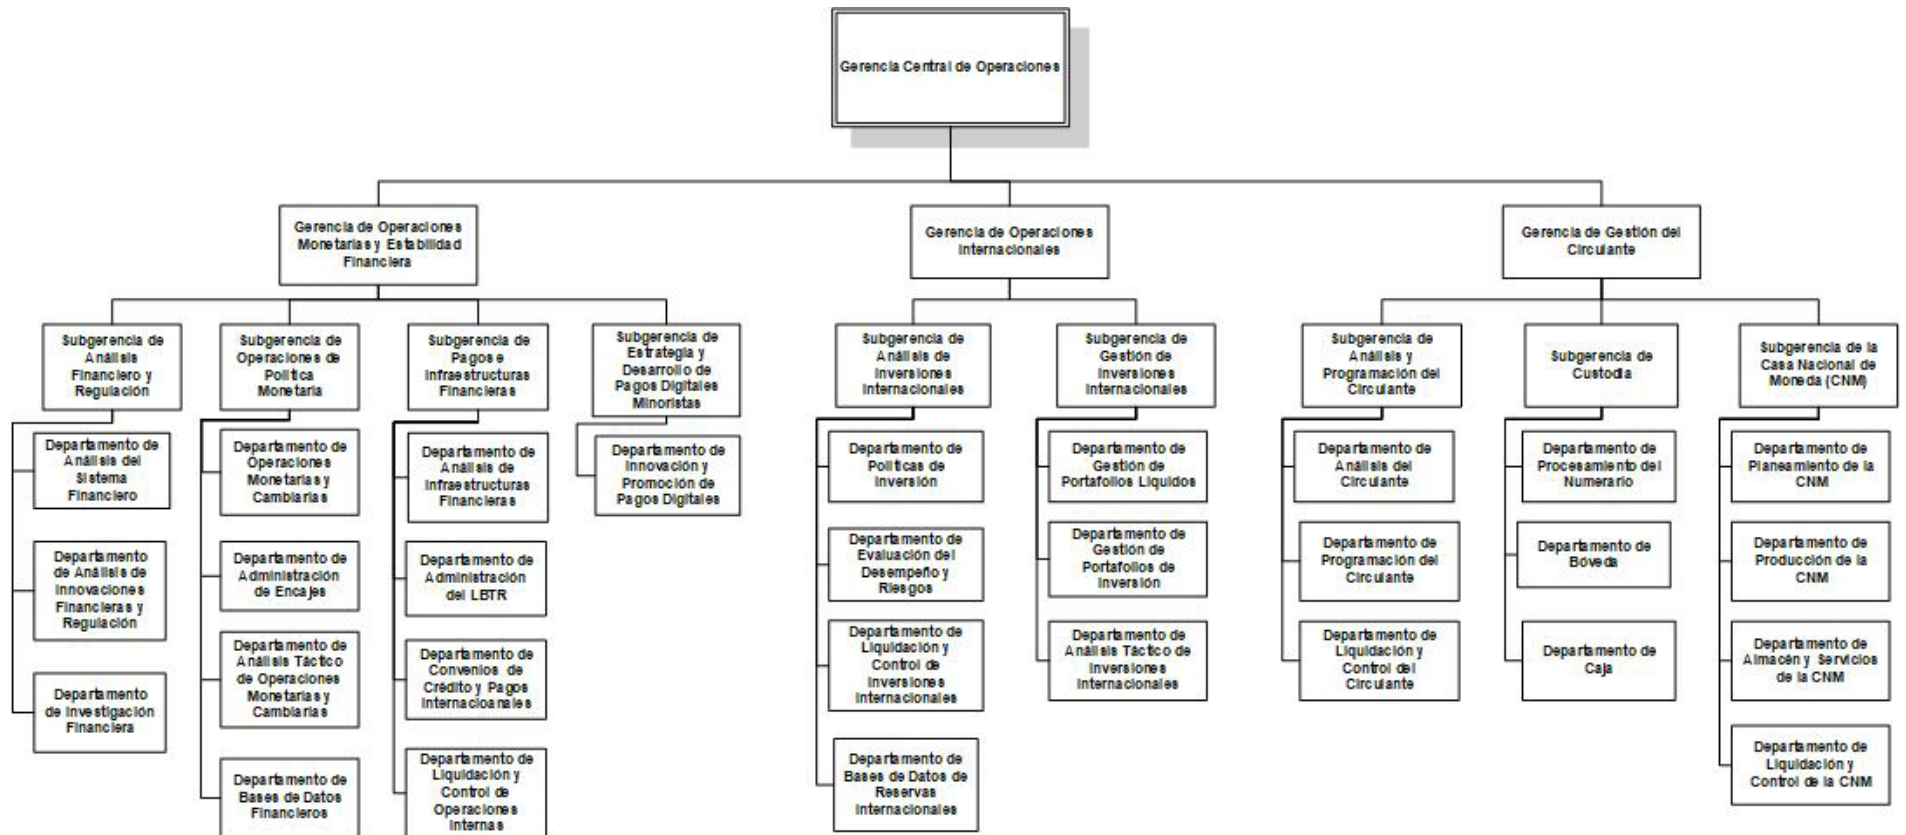 Gerencia Central de Operaciones
Gerencia de Operaciones
Monetarias y Estabilidad
Financiera
Gerencia de Operaciones
Internacionales
Gerencia de Gestión del
Circulante
Subgerencia de
Análisis
Financiero y
Regulación
Subgerencia de
Operaciones de
Política
Monetaria
Subgerencia de
Pagos e
Infraestructuras
Financieras
Subgerencia de
Estrategia y
Desarrollo de
Pagos Digitales
Minoristas
Subgerencia de
Análisis de
Inversiones
Internacionales
Subgerencia de
Gestión de
Inversiones
Internacionales
Subgerencia de
Análisis y
Programación del
Circulante
Subgerencia de
Custodia
Subgerencia de la
Casa Nacional de
Moneda (CNM)
Departamento de
Análisis del
Sistema
Financiero
Departamento
de Análisis de
Innovaciones
Financieras y
Regulación
Departamento
de Investigación
Financiera
Departamento de
Operaciones
Monetarias y
Cambiarias
Departamento de
Administración
de Encajes
Departamento de
Análisis Táctico
de Operaciones
Monetarias y
Cambiarias
Departamento de
Bases de Datos
Financieros
Departamento de
Análisis de
Infraestructuras
Financieras
Departamento de
Administración
del LBTR
Departamento de
Convenios de
Crédito y Pagos
Internacioanales
Departamento de
Liquidación y
Control de
Operaciones
Internas
Departamento de
Innovación y
Promoción de
Pagos Digitales
Departamento de
Políticas de
Inversión
Departamento de
Evaluación del
Desempeño y
Riesgos
Departamento de
Liquidación y
Control de
Inversiones
Internacionales
Departamento de
Bases de Datos de
Reservas
Internacionales
Departamento de
Gestión de
Portafolios Líquidos
Departamento de
Gestión de
Portafolios de
Inversión
Departamento de
Análisis Táctico de
Inversiones
Internacionales
Departamento de
Análisis del
Circulante
Departamento de
Programación del
Circulante
Departamento de
Liquidación y
Control del
Circulante
Departamento de
Procesamiento del
Numerario
Departamento de
Bóveda
Departamento de
Caja
Departamento de
Planeamiento de la
CNM
Departamento de
Producción de la
CNM
Departamento de
Almacén y Servicios
de la CNM
Departamento de
Liquidación y
Control de la CNM